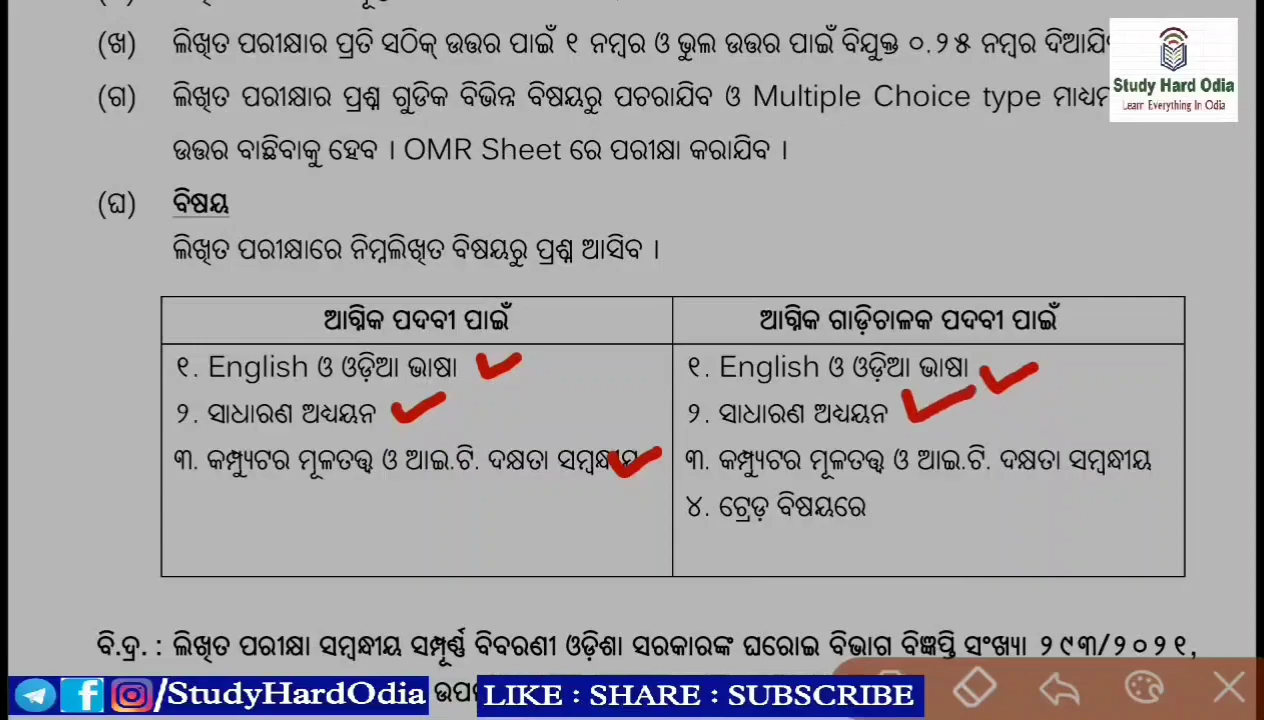 (ଖ) ଲିଖିତ ପରୀକ୍ଷାର ପ୍ରତି ସଠିକ୍ ଉତ୍ତର ପାଇଁ ୧ ନମ୍ବର ଓ ଭୁଲ ଉତ୍ତର ପାଇଁ ବିଯୁକ୍ତ ୦.୨୫ ନମ୍ବର
Study Hard Odia
Learn Everything In Odia
(ଗ) ଲିଖିତ ପରୀକ୍ଷାର ପ୍ରଶ୍ନ ଗୁଡିକ ବିଭିନ୍ନ ବିଷୟରୁ ପଚରାଯିବ ଓ Multiple Choice type
ଉତ୍ତର ବାଛିବାକୁ ହେବ । OMR Sheet ରେ ପରୀକ୍ଷା କରାଯିବ ।
(ଘ) ବିଷୟ
ଲିଖିତ ପରୀକ୍ଷାରେ ନିମ୍ନଲିଖିତ ବିଷୟରୁ ପ୍ରଶ୍ନ ଆସିବ ।
ଆଗ୍ନିକ ପଦବୀ ପାଇଁ
୧. English ଓ ଓଡ଼ିଆ ଭାଷା
୨. ସାଧାରଣ ଅଧ୍ୟୟନ
୩. କମ୍ପ୍ୟୁଟର ମୂଳତତ୍ତ୍ୱ ଓ ଆଇ.ଟି. ଦକ୍ଷତା ସମ୍ବନ୍ଧୀୟ
ଆଗ୍ନିକ ଗାଡ଼ିଚାଳକ ପଦବୀ ପାଇଁ
୧. English ଓ ଓଡ଼ିଆ ଭାଷା
୨. ସାଧାରଣ ଅଧ୍ୟୟନ
୩. କମ୍ପ୍ୟୁଟର ମୂଳତତ୍ତ୍ୱ ଓ ଆଇ.ଟି. ଦକ୍ଷତା ସମ୍ବନ୍ଧୀୟ
୪. ଟ୍ରେଡ଼ ବିଷୟରେ
ବି.ଦ୍ର. : ଲିଖିତ ପରୀକ୍ଷା ସମ୍ବନ୍ଧୀୟ ସମ୍ପୂର୍ଣ୍ଣ ବିବରଣୀ ଓଡ଼ିଶା ସରକାରଙ୍କ ଘରୋଇ ବିଭାଗ ବିଜ୍ଞପ୍ତି ସଂଖ୍ୟା ୨୯୩/୨୦୨୧,
/StudyHardOdia
LIKE : SHARE : SUBSCRIBE